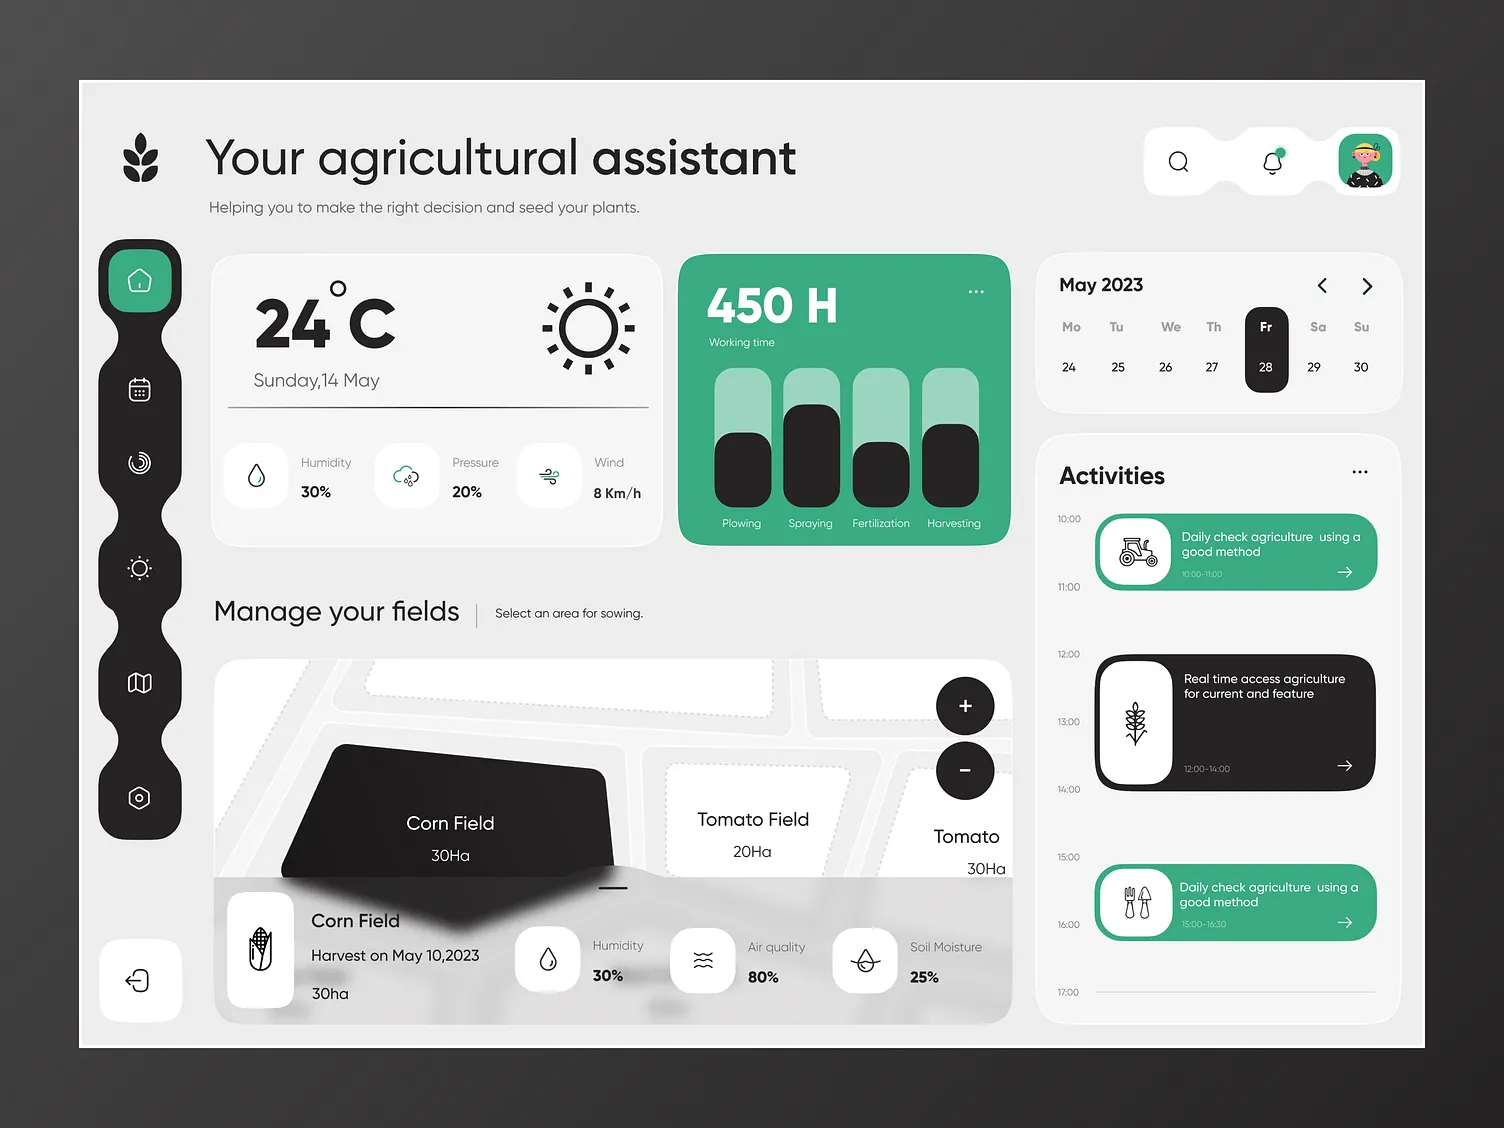 Your agricultural assistant
Helping you to make the right decision and seed your plants.
24°C
Sunday,14 May
Humidity
30%
Pressure
20%
Wind
8 Km/h
450 H
Working time
Plowing Spraying Fertilization Harvesting
May 2023
Mo Tu We Th Fr Sa Su
24 25 26 27 28 29 30
Manage your fields
Select an area for sowing.
Corn Field
30Ha
Tomato Field
20Ha
Tomato
30Ha
+
−
Corn Field
Harvest on May 10,2023
30ha
Humidity
30%
Air quality
80%
Soil Moisture
25%
Activities
10:00
Daily check agriculture using a
good method
10:00-11:00
11:00
12:00
Real time access agriculture
for current and feature
13:00
12:00-14:00
14:00
15:00
Daily check agriculture using a
good method
15:00-16:30
16:00
17:00